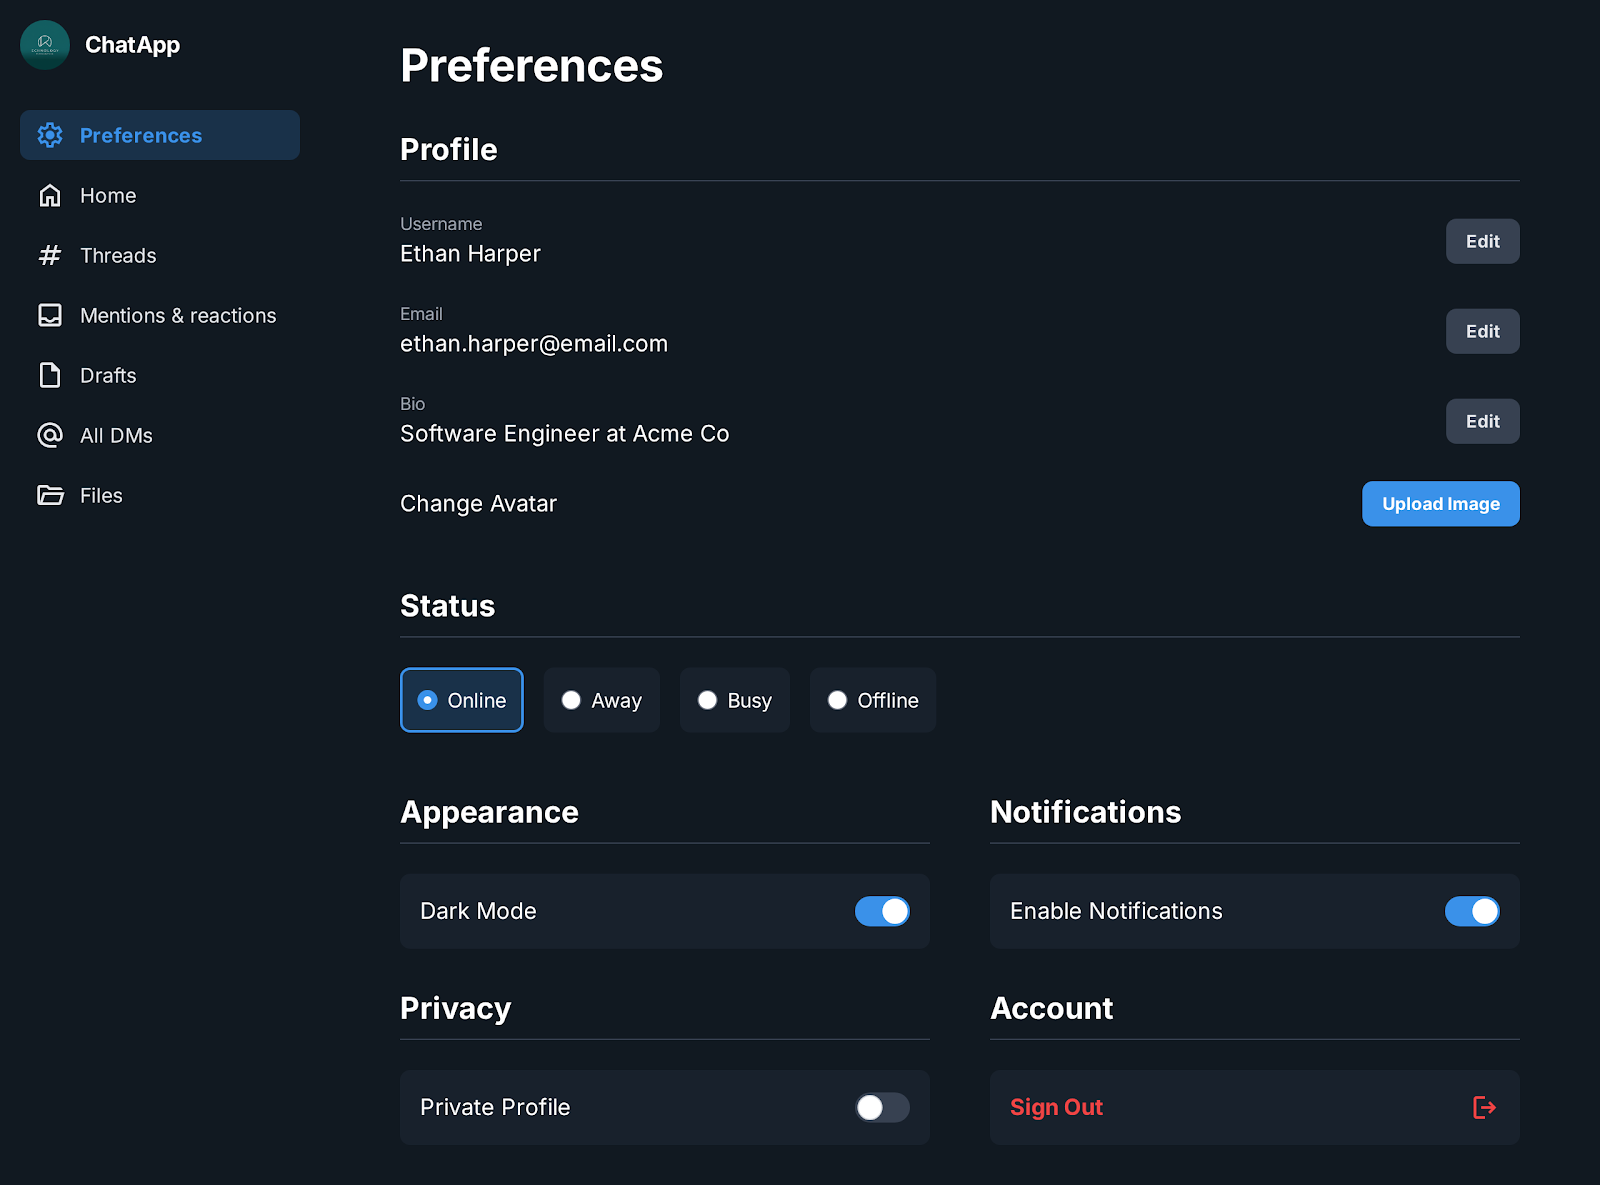 ChatApp
Preferences
Home
Threads
Mentions & reactions
Drafts
All DMs
Files
Preferences
Profile
Username
Ethan Harper
Edit
Email
ethan.harper@email.com
Edit
Bio
Software Engineer at Acme Co
Edit
Change Avatar
Upload Image
Status
Online
Away
Busy
Offline
Appearance
Dark Mode
Notifications
Enable Notifications
Privacy
Private Profile
Account
Sign Out